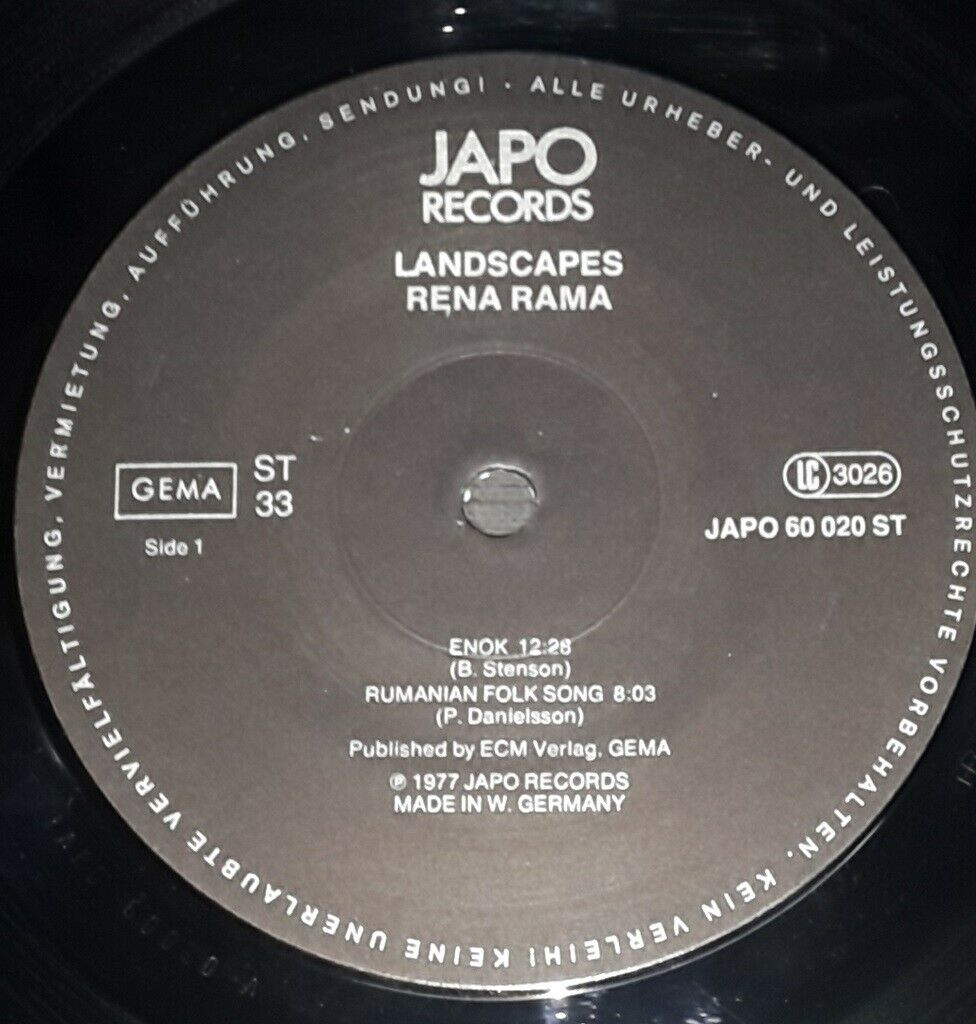 ALLE URHEBER- UND LEISTUNGSSCHUTZRECHTE VORBEHALTEN. KEIN VERLEIH! KEINE UNERLAUBTE VERVIELFÄLTIGUNG, VERMIETUNG, AUFFÜHRUNG, SENDUNG! ·
JAPO
RECORDS
LANDSCAPES
RENA RAMA
GEMA
ST
33
Side 1
LC 3026
JAPO 60 020 ST
ENOK 12:26
(B. Stenson)
RUMANIAN FOLK SONG 8:03
(P. Danielsson)
Published by ECM Verlag, GEMA
℗ 1977 JAPO RECORDS
MADE IN W. GERMANY